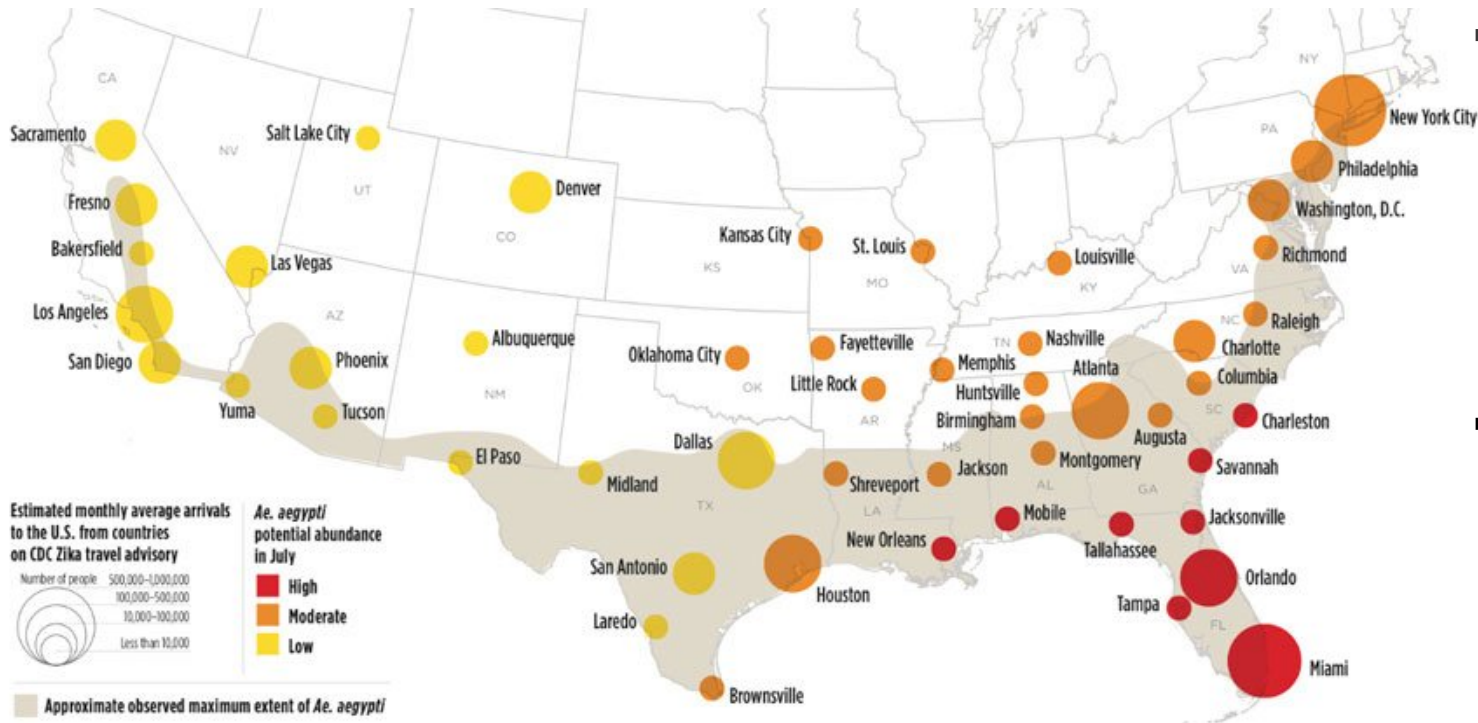 NY
CA
Sacramento
Salt Lake City
New York City
PA
NV
Philadelphia
UT
Denver
Fresno
Washington, D.C.
CO
Kansas City
St. Louis
Bakersfield
Las Vegas
Louisville
Richmond
KS
VA
MO
KY
Los Angeles
AZ
NC
Raleigh
Albuquerque
Fayetteville
TN
Nashville
Charlotte
San Diego
Phoenix
Oklahoma City
Memphis
Atlanta
Columbia
OK
Little Rock
Huntsville
NM
Yuma
Tucson
AR
Birmingham
SC
Charleston
Augusta
Dallas
MS
El Paso
Jackson
Montgomery
Savannah
Midland
Shreveport
AL
GA
TX
LA
Mobile
Jacksonville
New Orleans
Tallahassee
San Antonio
Orlando
Houston
Tampa
Laredo
FL
Miami
Brownsville
Estimated monthly average arrivals
to the U.S. from countries
on CDC Zika travel advisory
Number of people
500,000–1,000,000
100,000–500,000
10,000–100,000
Less than 10,000
Ae. aegypti
potential abundance
in July
High
Moderate
Low
Approximate observed maximum extent of Ae. aegypti